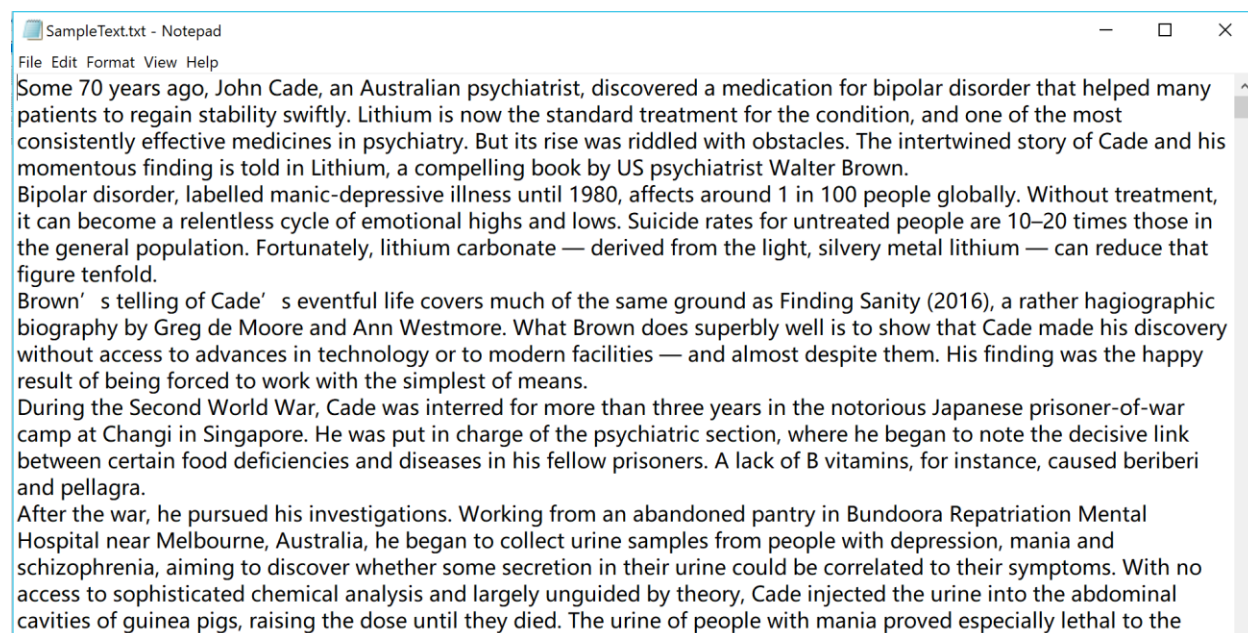 SampleText.txt - Notepad
File Edit Format View Help
Some 70 years ago, John Cade, an Australian psychiatrist, discovered a medication for bipolar disorder that helped many
patients to regain stability swiftly. Lithium is now the standard treatment for the condition, and one of the most
consistently effective medicines in psychiatry. But its rise was riddled with obstacles. The intertwined story of Cade and his
momentous finding is told in Lithium, a compelling book by US psychiatrist Walter Brown.
Bipolar disorder, labelled manic-depressive illness until 1980, affects around 1 in 100 people globally. Without treatment,
it can become a relentless cycle of emotional highs and lows. Suicide rates for untreated people are 10–20 times those in
the general population. Fortunately, lithium carbonate — derived from the light, silvery metal lithium — can reduce that
figure tenfold.
Brown’s telling of Cade’s eventful life covers much of the same ground as Finding Sanity (2016), a rather hagiographic
biography by Greg de Moore and Ann Westmore. What Brown does superbly well is to show that Cade made his discovery
without access to advances in technology or to modern facilities — and almost despite them. His finding was the happy
result of being forced to work with the simplest of means.
During the Second World War, Cade was interred for more than three years in the notorious Japanese prisoner-of-war
camp at Changi in Singapore. He was put in charge of the psychiatric section, where he began to note the decisive link
between certain food deficiencies and diseases in his fellow prisoners. A lack of B vitamins, for instance, caused beriberi
and pellagra.
After the war, he pursued his investigations. Working from an abandoned pantry in Bundoora Repatriation Mental
Hospital near Melbourne, Australia, he began to collect urine samples from people with depression, mania and
schizophrenia, aiming to discover whether some secretion in their urine could be correlated to their symptoms. With no
access to sophisticated chemical analysis and largely unguided by theory, Cade injected the urine into the abdominal
cavities of guinea pigs, raising the dose until they died. The urine of people with mania proved especially lethal to the